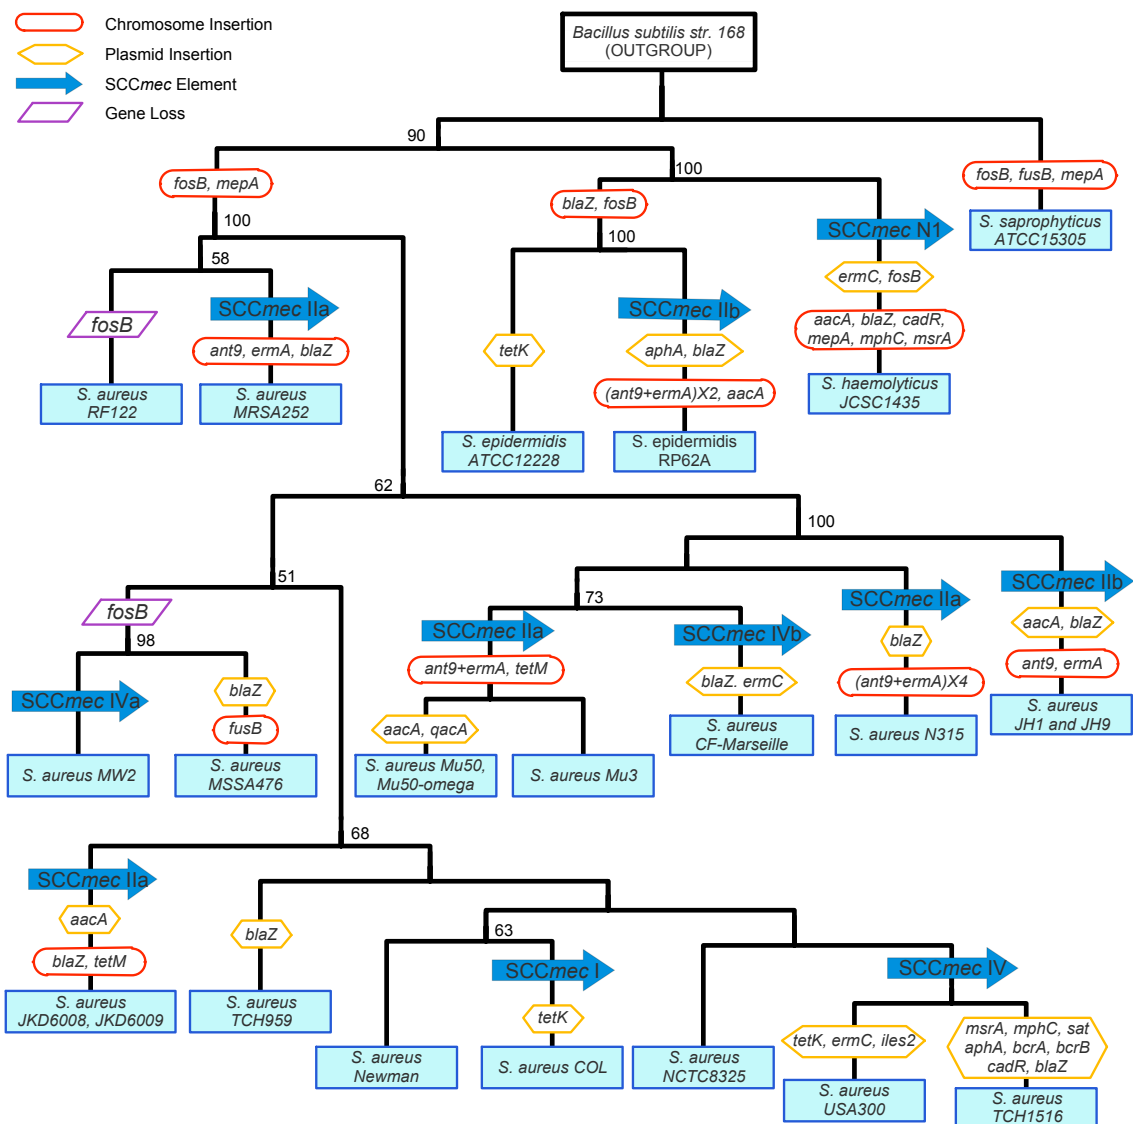 Chromosome Insertion
Plasmid Insertion
SCCmec Element
Gene Loss
Bacillus subtilis str. 168
(OUTGROUP)
90
100
fosB, mepA
blaZ, fosB
fosB, fusB, mepA
100
100
SCCmec N1
S. saprophyticus
ATCC15305
58
ermC, fosB
SCCmec IIa
SCCmec IIb
fosB
aacA, blaZ, cadR,
mepA, mphC, msrA
ant9, ermA, blaZ
tetK
aphA, blaZ
S. aureus
RF122
S. aureus
MRSA252
(ant9+ermA)X2, aacA
S. haemolyticus
JCSC1435
S. epidermidis
ATCC12228
S. epidermidis
RP62A
62
100
51
73
fosB
98
SCCmec IIa
SCCmec IVb
SCCmec IIa
SCCmec IIb
blaZ
aacA, blaZ
ant9+ermA, tetM
blaZ. ermC
(ant9+ermA)X4
ant9, ermA
SCCmec IVa
blaZ
fusB
aacA, qacA
S. aureus
CF-Marseille
S. aureus N315
S. aureus
JH1 and JH9
S. aureus MW2
S. aureus
MSSA476
S. aureus Mu50,
Mu50-omega
S. aureus Mu3
68
SCCmec IIa
aacA
blaZ, tetM
blaZ
63
SCCmec I
SCCmec IV
S. aureus
JKD6008, JKD6009
S. aureus
TCH959
tetK
tetK, ermC, iles2
msrA, mphC, sat
aphA, bcrA, bcrB
cadR, blaZ
S. aureus
Newman
S. aureus COL
S. aureus
NCTC8325
S. aureus
USA300
S. aureus
TCH1516